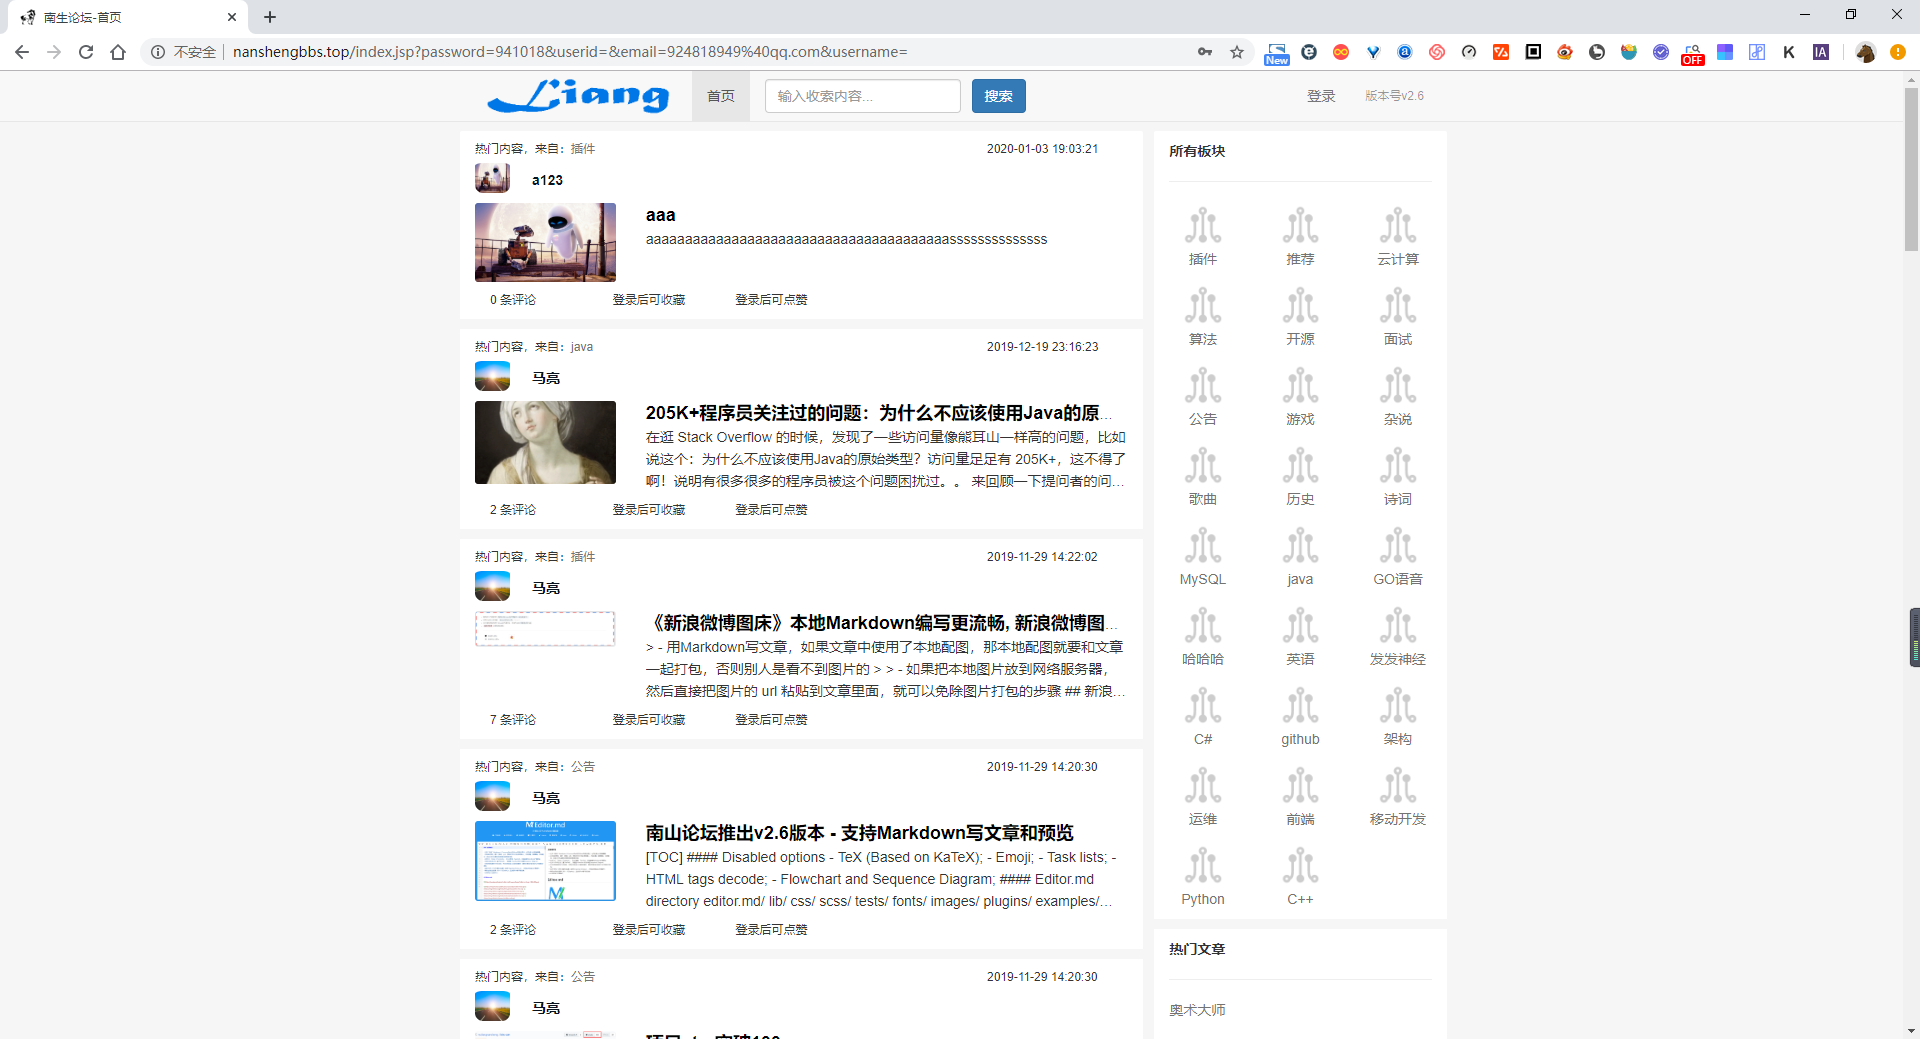 南生论坛-首页
不安全 nanshengbbs.top/index.jsp?password=941018&userid=&email=924818949%40qq.com&username=
New
OFF
IA
Liang
首页
输入收索内容...
搜索
登录
版本号v2.6
热门内容，来自：插件
2020-01-03 19:03:21
a123
aaa
0 条评论
登录后可收藏
登录后可点赞
热门内容，来自：java
2019-12-19 23:16:23
马亮
205K+程序员关注过的问题：为什么不应该使用Java的原...
在逛 Stack Overflow 的时候，发现了一些访问量像熊耳山一样高的问题，比如
说这个：为什么不应该使用Java的原始类型？访问量足足有 205K+，这不得了
啊！说明有很多很多的程序员被这个问题困扰过。。 来回顾一下提问者的问...
2 条评论
登录后可收藏
登录后可点赞
热门内容，来自：插件
2019-11-29 14:22:02
马亮
《新浪微博图床》本地Markdown编写更流畅, 新浪微博图...
> - 用Markdown写文章，如果文章中使用了本地配图，那本地配图就要和文章
一起打包，否则别人是看不到图片的 > > - 如果把本地图片放到网络服务器，
然后直接把图片的 url 粘贴到文章里面，就可以免除图片打包的步骤 ## 新浪...
7 条评论
登录后可收藏
登录后可点赞
热门内容，来自：公告
2019-11-29 14:20:30
马亮
Editor.md
南山论坛推出v2.6版本 - 支持Markdown写文章和预览
[TOC] #### Disabled options - TeX (Based on KaTeX); - Emoji; - Task lists; -
HTML tags decode; - Flowchart and Sequence Diagram; #### Editor.md
directory editor.md/ lib/ css/ scss/ tests/ fonts/ images/ plugins/ examples/...
2 条评论
登录后可收藏
登录后可点赞
热门内容，来自：公告
2019-11-29 14:20:30
马亮
所有板块
插件
推荐
云计算
算法
开源
面试
公告
游戏
杂说
歌曲
历史
诗词
MySQL
java
GO语音
哈哈哈
英语
发发神经
C#
github
架构
运维
前端
移动开发
Python
C++
热门文章
奥术大师